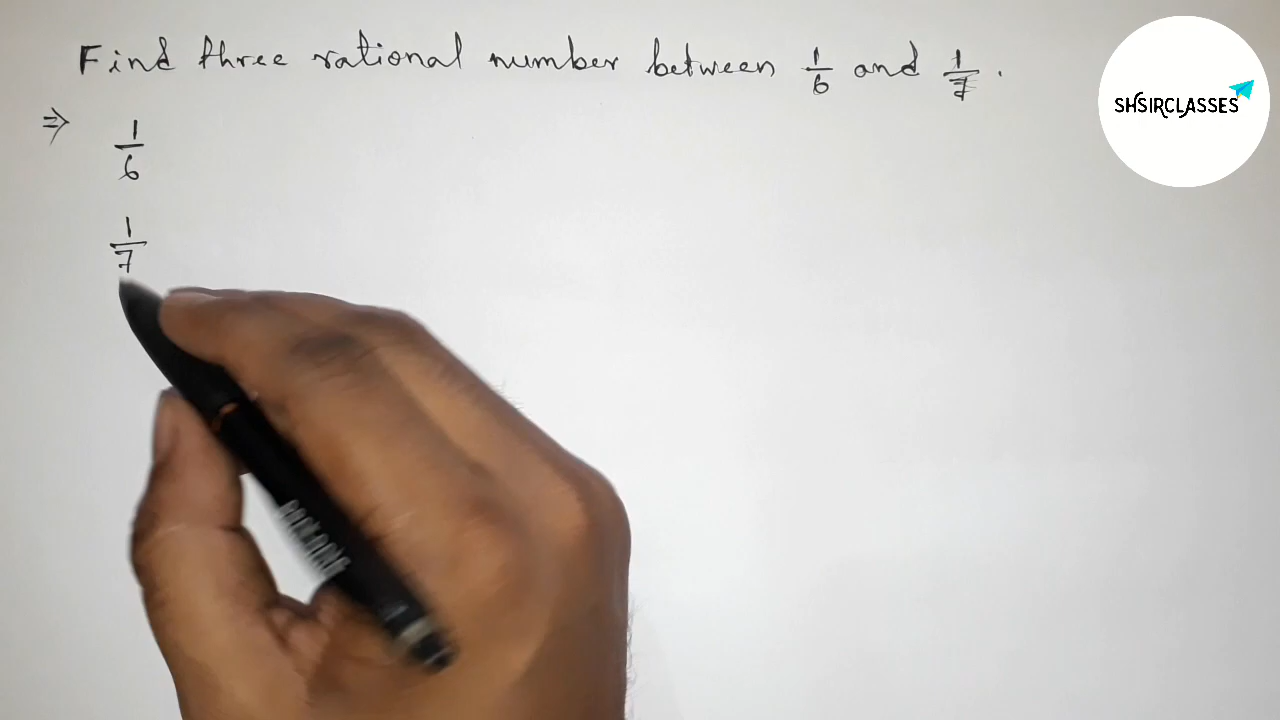 Find three rational number between 1/6 and 1/7.
SHSIRCLASSES
⇒ 1/6
1/7